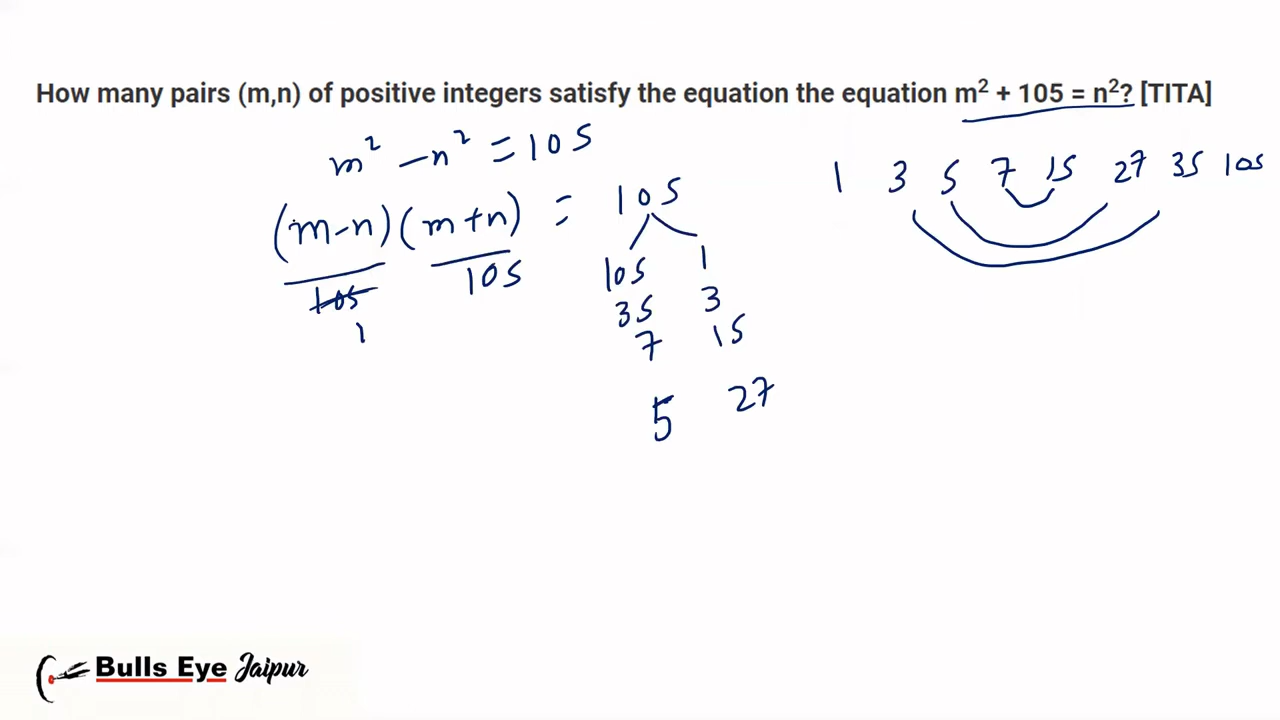 How many pairs (m,n) of positive integers satisfy the equation the equation m² + 105 = n²? [TITA]
m² - n² = 105
1 3 5 7 15 27 35 105
(m-n)(m+n) = 105
105 105 105 1
1 35 3
7 15
5 27
Bulls Eye Jaipur